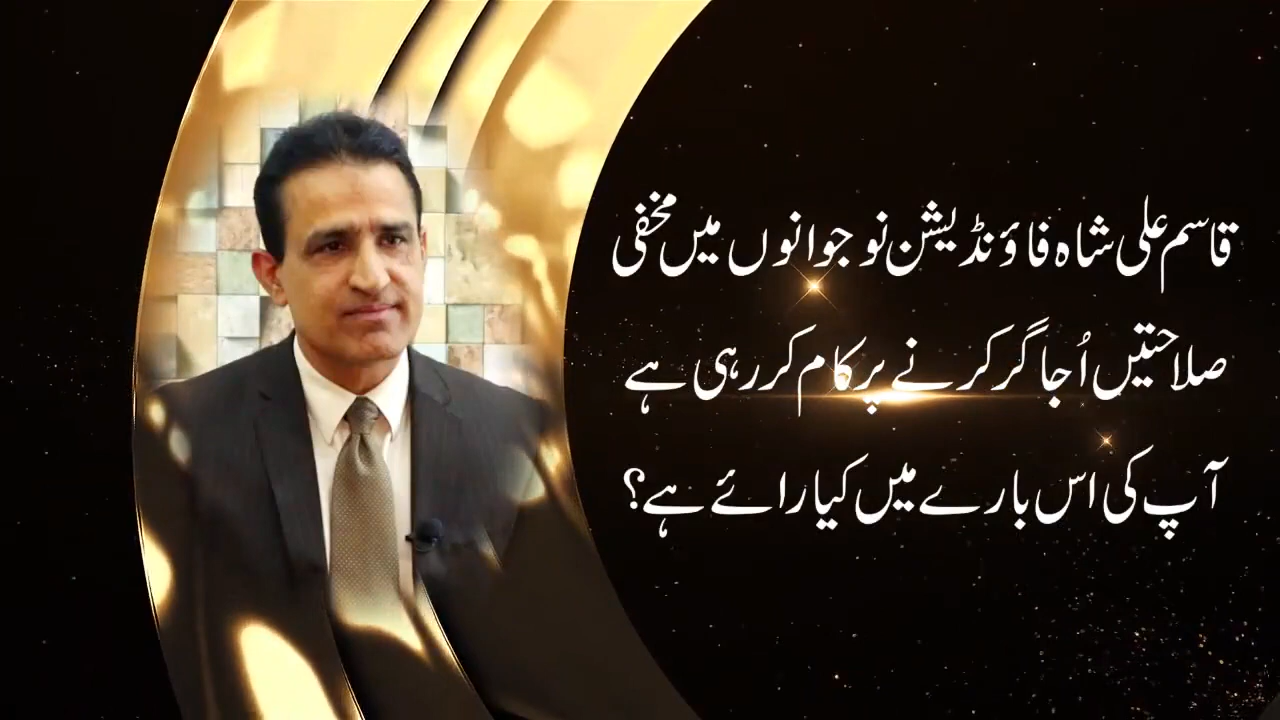 قاسم علی شاہ فاؤنڈیشن نوجوانوں میں مخفی
صلاحتیں اُجاگر کرنے پر کام کر رہی ہے
آپ کی اس بارے میں کیا رائے ہے؟